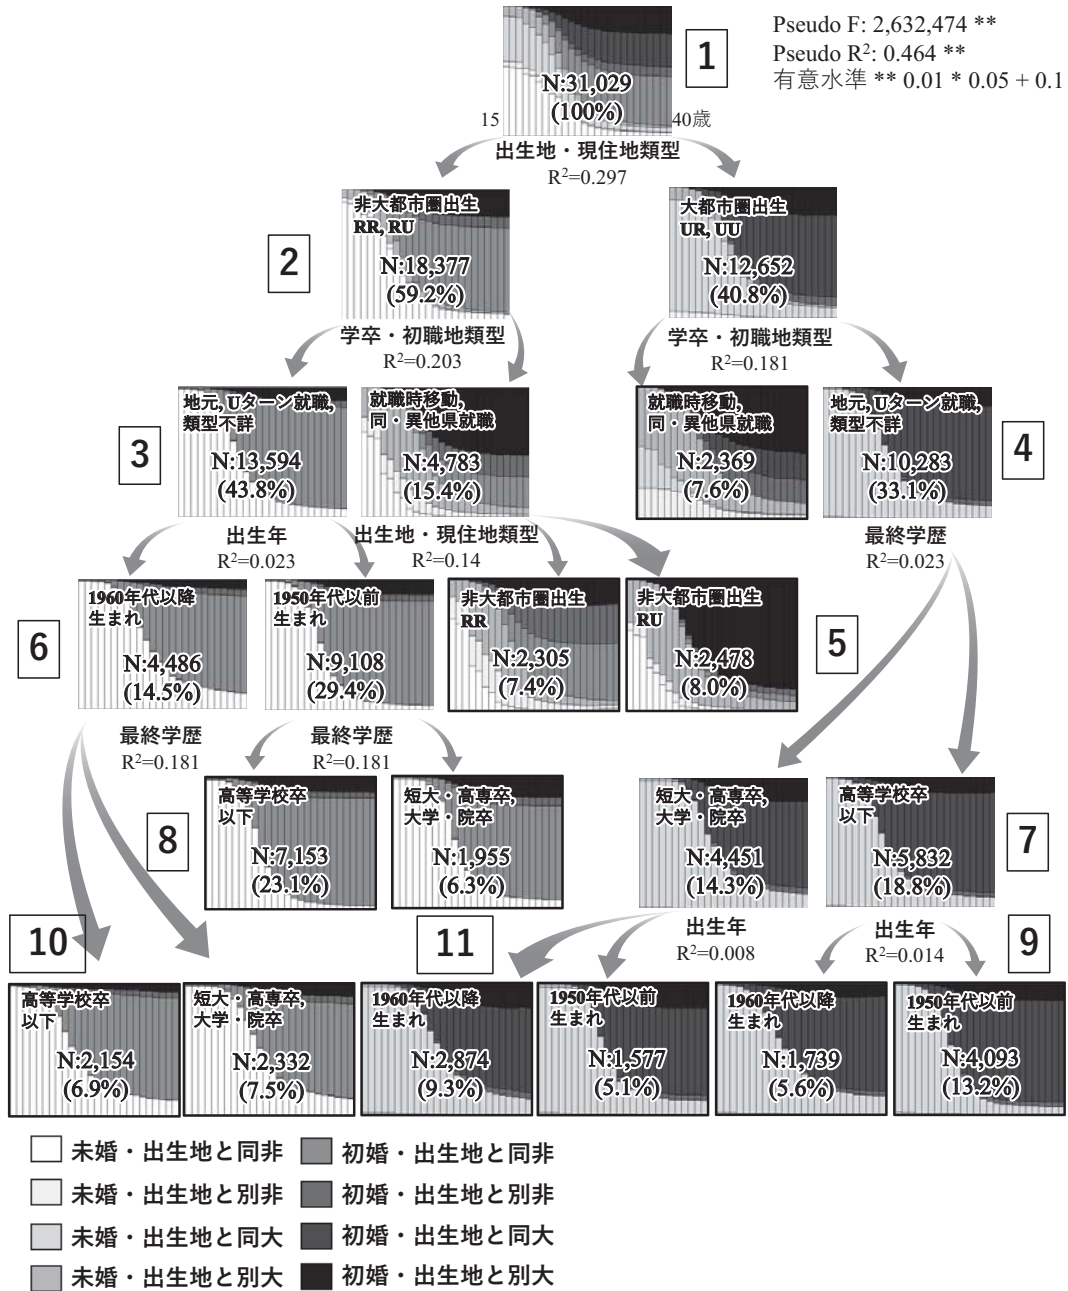 Pseudo F: 2,632,474 **
Pseudo R²: 0.464 **
有意水準 ** 0.01 * 0.05 + 0.1
1
N:31,029
(100%)
15
40歳
出生地・現住地類型
R²=0.297
2
非大都市圏出生
RR, RU
N:18,377
(59.2%)
大都市圏出生
UR, UU
N:12,652
(40.8%)
学卒・初職地類型
R²=0.203
学卒・初職地類型
R²=0.181
3
地元, Uターン就職,
類型不詳
N:13,594
(43.8%)
就職時移動,
同・異他県就職
N:4,783
(15.4%)
就職時移動,
同・異他県就職
N:2,369
(7.6%)
地元, Uターン就職,
類型不詳
N:10,283
(33.1%)
4
出生年
R²=0.023
出生地・現住地類型
R²=0.14
最終学歴
R²=0.023
6
1960年代以降
生まれ
N:4,486
(14.5%)
1950年代以前
生まれ
N:9,108
(29.4%)
非大都市圏出生
RR
N:2,305
(7.4%)
非大都市圏出生
RU
N:2,478
(8.0%)
5
最終学歴
R²=0.181
最終学歴
R²=0.181
8
高等学校卒
以下
N:7,153
(23.1%)
短大・高専卒,
大学・院卒
N:1,955
(6.3%)
短大・高専卒,
大学・院卒
N:4,451
(14.3%)
高等学校卒
以下
N:5,832
(18.8%)
7
出生年
R²=0.008
出生年
R²=0.014
10
11
9
高等学校卒
以下
N:2,154
(6.9%)
短大・高専卒,
大学・院卒
N:2,332
(7.5%)
1960年代以降
生まれ
N:2,874
(9.3%)
1950年代以前
生まれ
N:1,577
(5.1%)
1960年代以降
生まれ
N:1,739
(5.6%)
1950年代以前
生まれ
N:4,093
(13.2%)
未婚・出生地と同非
初婚・出生地と同非
未婚・出生地と別非
初婚・出生地と別非
未婚・出生地と同大
初婚・出生地と同大
未婚・出生地と別大
初婚・出生地と別大